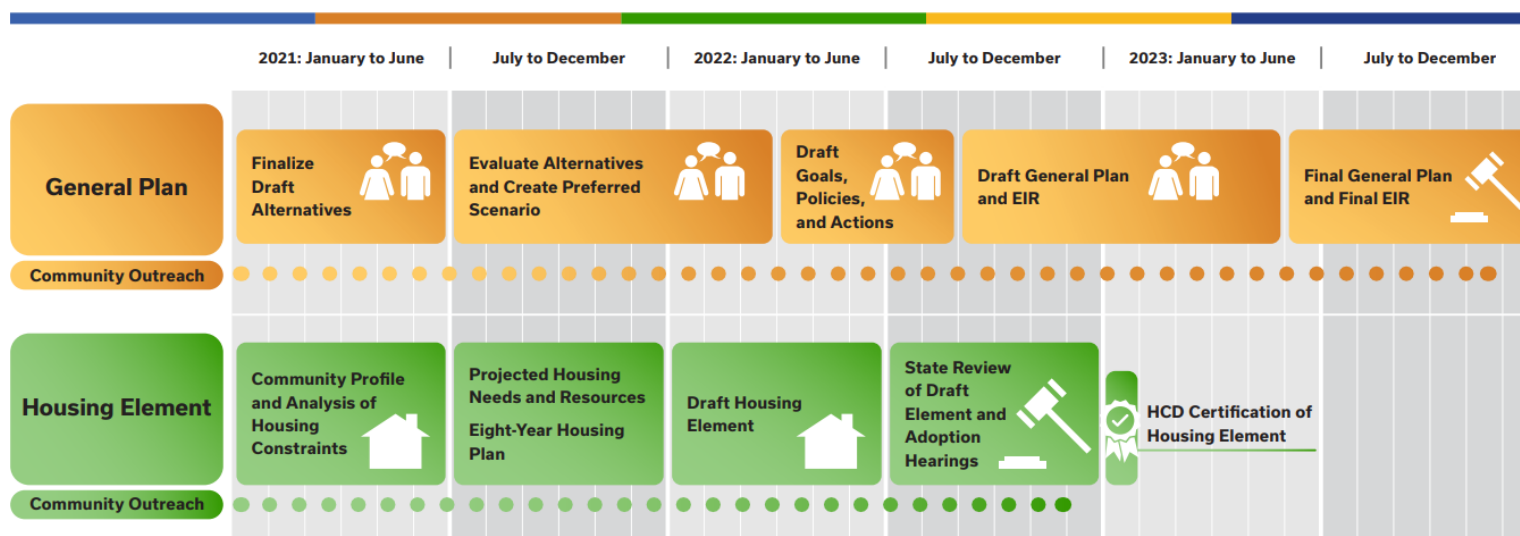 2021: January to June
July to December
2022: January to June
July to December
2023: January to June
July to December
General Plan
Finalize
Draft
Alternatives
Evaluate Alternatives
and Create Preferred
Scenario
Draft
Goals,
Policies,
and Actions
Draft General Plan
and EIR
Final General Plan
and Final EIR
Community Outreach
Housing Element
Community Profile
and Analysis of
Housing
Constraints
Projected Housing
Needs and Resources
Eight-Year Housing
Plan
Draft Housing
Element
State Review
of Draft
Element and
Adoption
Hearings
HCD Certification of
Housing Element
Community Outreach